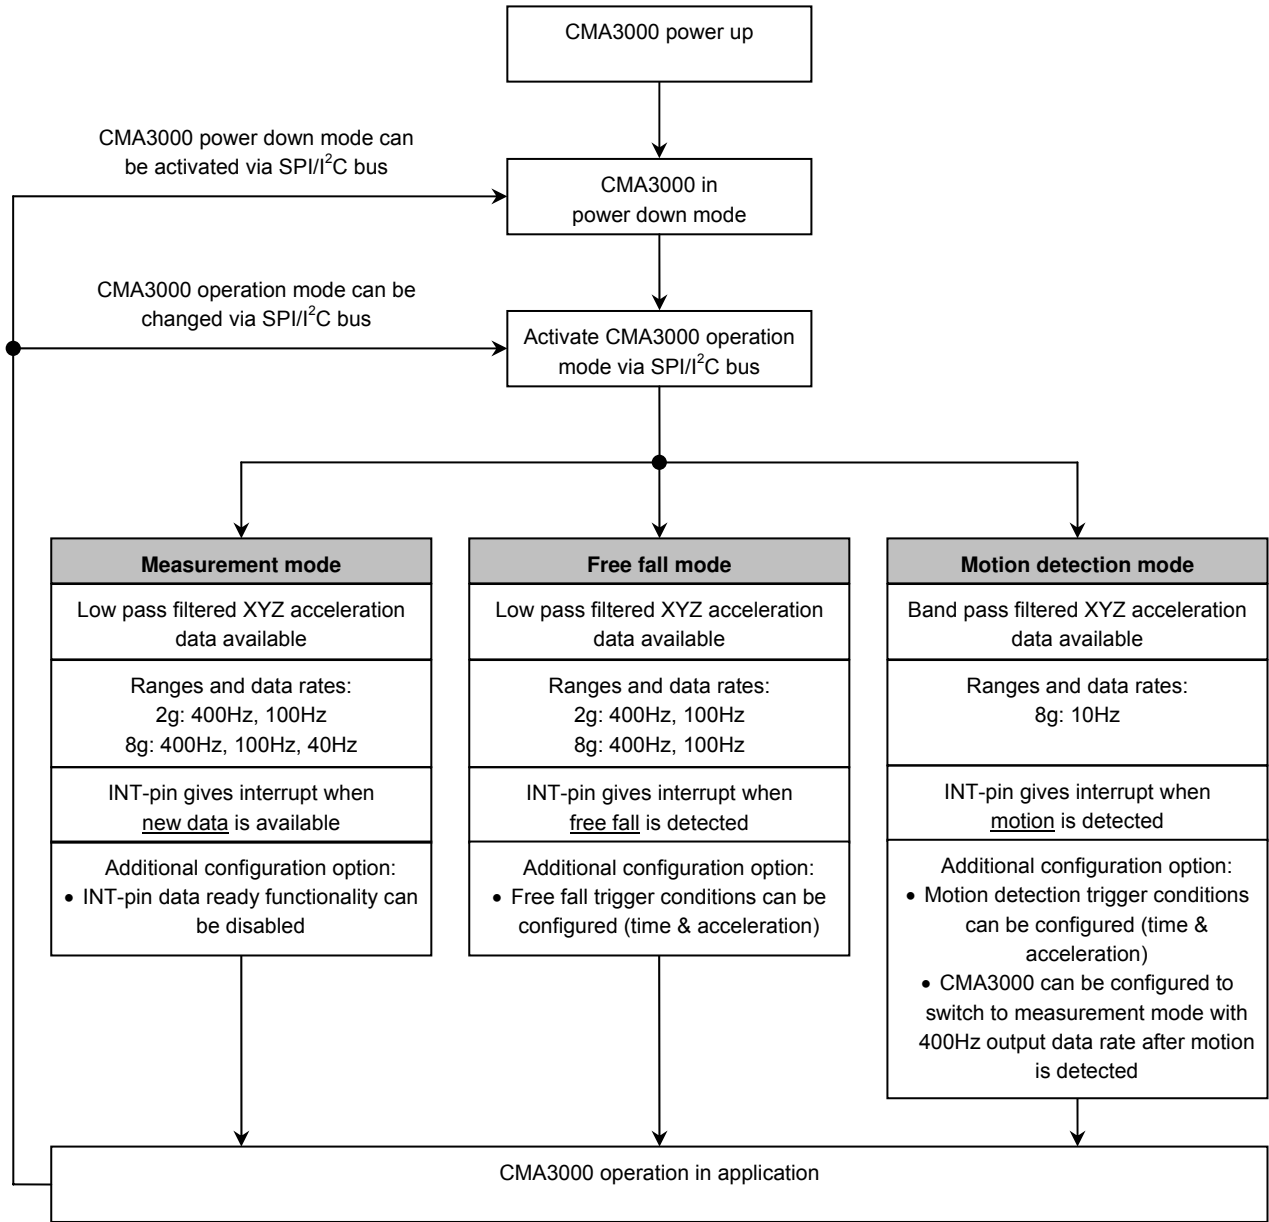 CMA3000 power up
CMA3000 power down mode can
be activated via SPI/I²C bus
CMA3000 in
power down mode
CMA3000 operation mode can be
changed via SPI/I²C bus
Activate CMA3000 operation
mode via SPI/I²C bus
Measurement mode
Low pass filtered XYZ acceleration
data available
Ranges and data rates:
2g: 400Hz, 100Hz
8g: 400Hz, 100Hz, 40Hz
INT-pin gives interrupt when
new data is available
Additional configuration option:
• INT-pin data ready functionality can
be disabled
Free fall mode
Low pass filtered XYZ acceleration
data available
Ranges and data rates:
2g: 400Hz, 100Hz
8g: 400Hz, 100Hz
INT-pin gives interrupt when
free fall is detected
Additional configuration option:
• Free fall trigger conditions can be
configured (time & acceleration)
Motion detection mode
Band pass filtered XYZ acceleration
data available
Ranges and data rates:
8g: 10Hz
INT-pin gives interrupt when
motion is detected
Additional configuration option:
• Motion detection trigger conditions
can be configured (time &
acceleration)
• CMA3000 can be configured to
switch to measurement mode with
400Hz output data rate after motion
is detected
CMA3000 operation in application